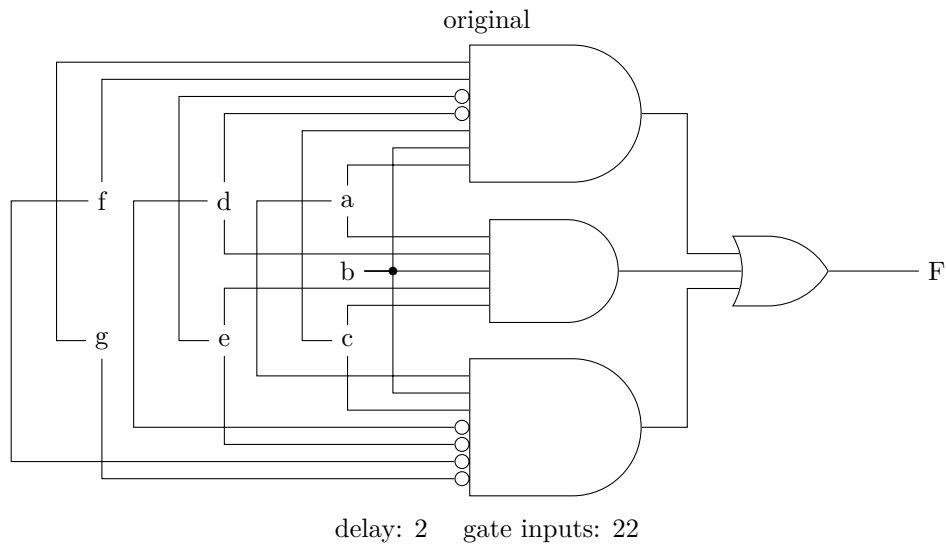 original
f d a
b F
g e c
delay: 2 gate inputs: 22